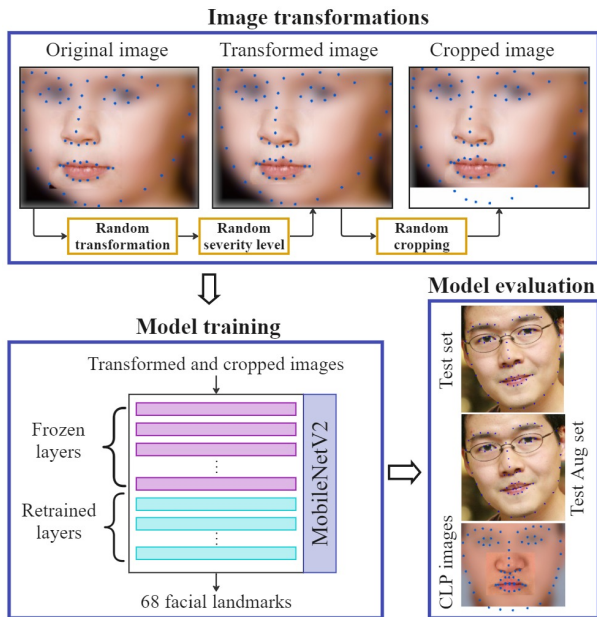 Image transformations
Original image
Transformed image
Cropped image
Random
transformation
Random
severity level
Random
cropping
Model training
Transformed and cropped images
Frozen
layers
Retrained
layers
MobileNetV2
68 facial landmarks
Model evaluation
Test set
Test Aug set
CLP images